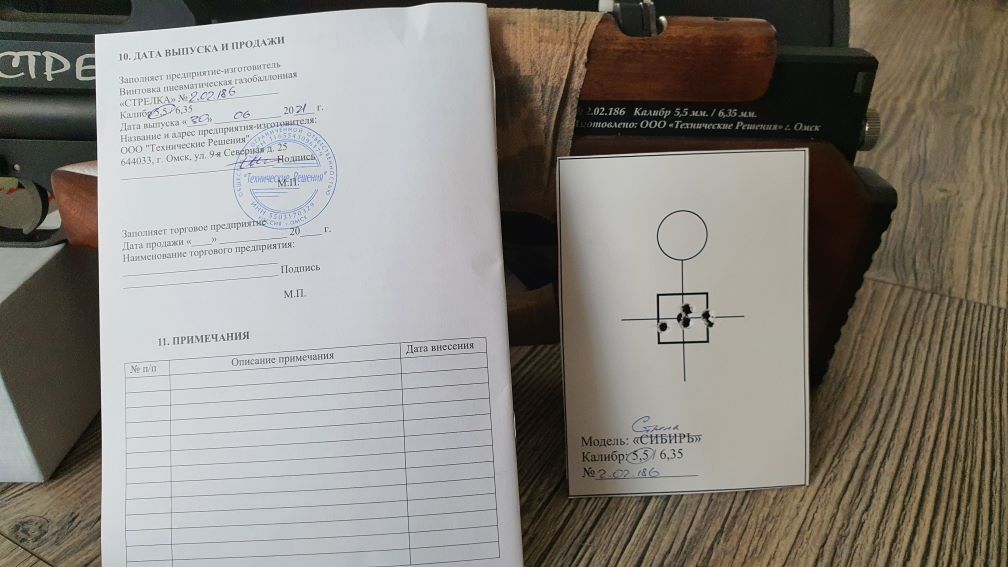 СТРЕ
10. ДАТА ВЫПУСКА И ПРОДАЖИ
Заполняет предприятие-изготовитель
Винтовка пневматическая газобаллонная
«СТРЕЛКА» № 2.02.186
Калибр 5,5 / 6,35
Дата выпуска « 30 » 06 2021 г.
Название и адрес предприятия-изготовителя:
ООО "Технические Решения"
644033, г. Омск, ул. 9-я Северная д. 25
Подпись
М.П.
"Технические Решения"
Заполняет торговое предприятие
Дата продажи «____» ____________ 20 ____ г.
Наименование торгового предприятия:
Подпись
М.П.
11. ПРИМЕЧАНИЯ
№ п/п Описание примечания Дата внесения
2.02.186 Калибр 5,5 мм. / 6,35 мм.
Изготовлено: ООО «Технические Решения» г. Омск
Модель: «СИБИРЬ»
Калибр: 5,5 / 6,35
№ 2.02.186